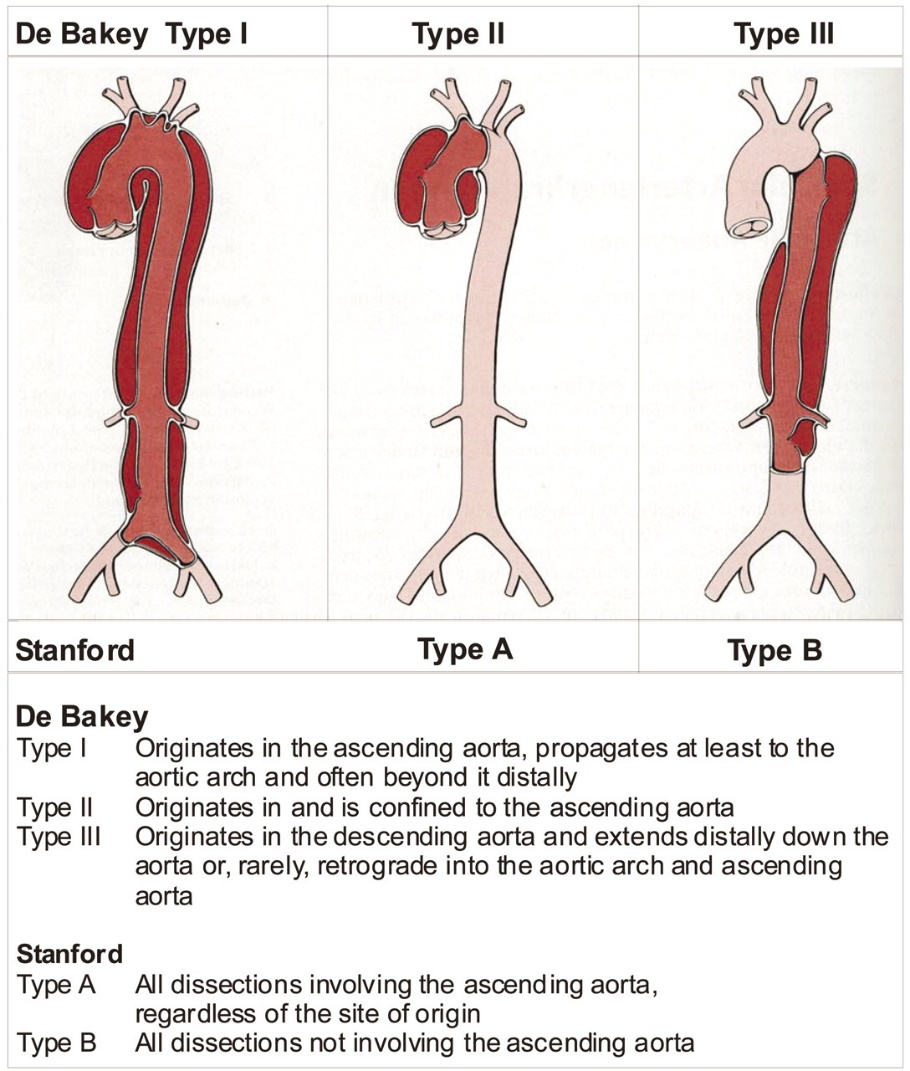 De Bakey Type I Type II Type III
Stanford Type A Type B
De Bakey
Type I Originates in the ascending aorta, propagates at least to the
aortic arch and often beyond it distally
Type II Originates in and is confined to the ascending aorta
Type III Originates in the descending aorta and extends distally down the
aorta or, rarely, retrograde into the aortic arch and ascending
aorta
Stanford
Type A All dissections involving the ascending aorta,
regardless of the site of origin
Type B All dissections not involving the ascending aorta